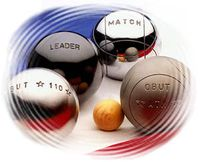 MATCH
LEADER
OBUT
BUT ★ 110 ★